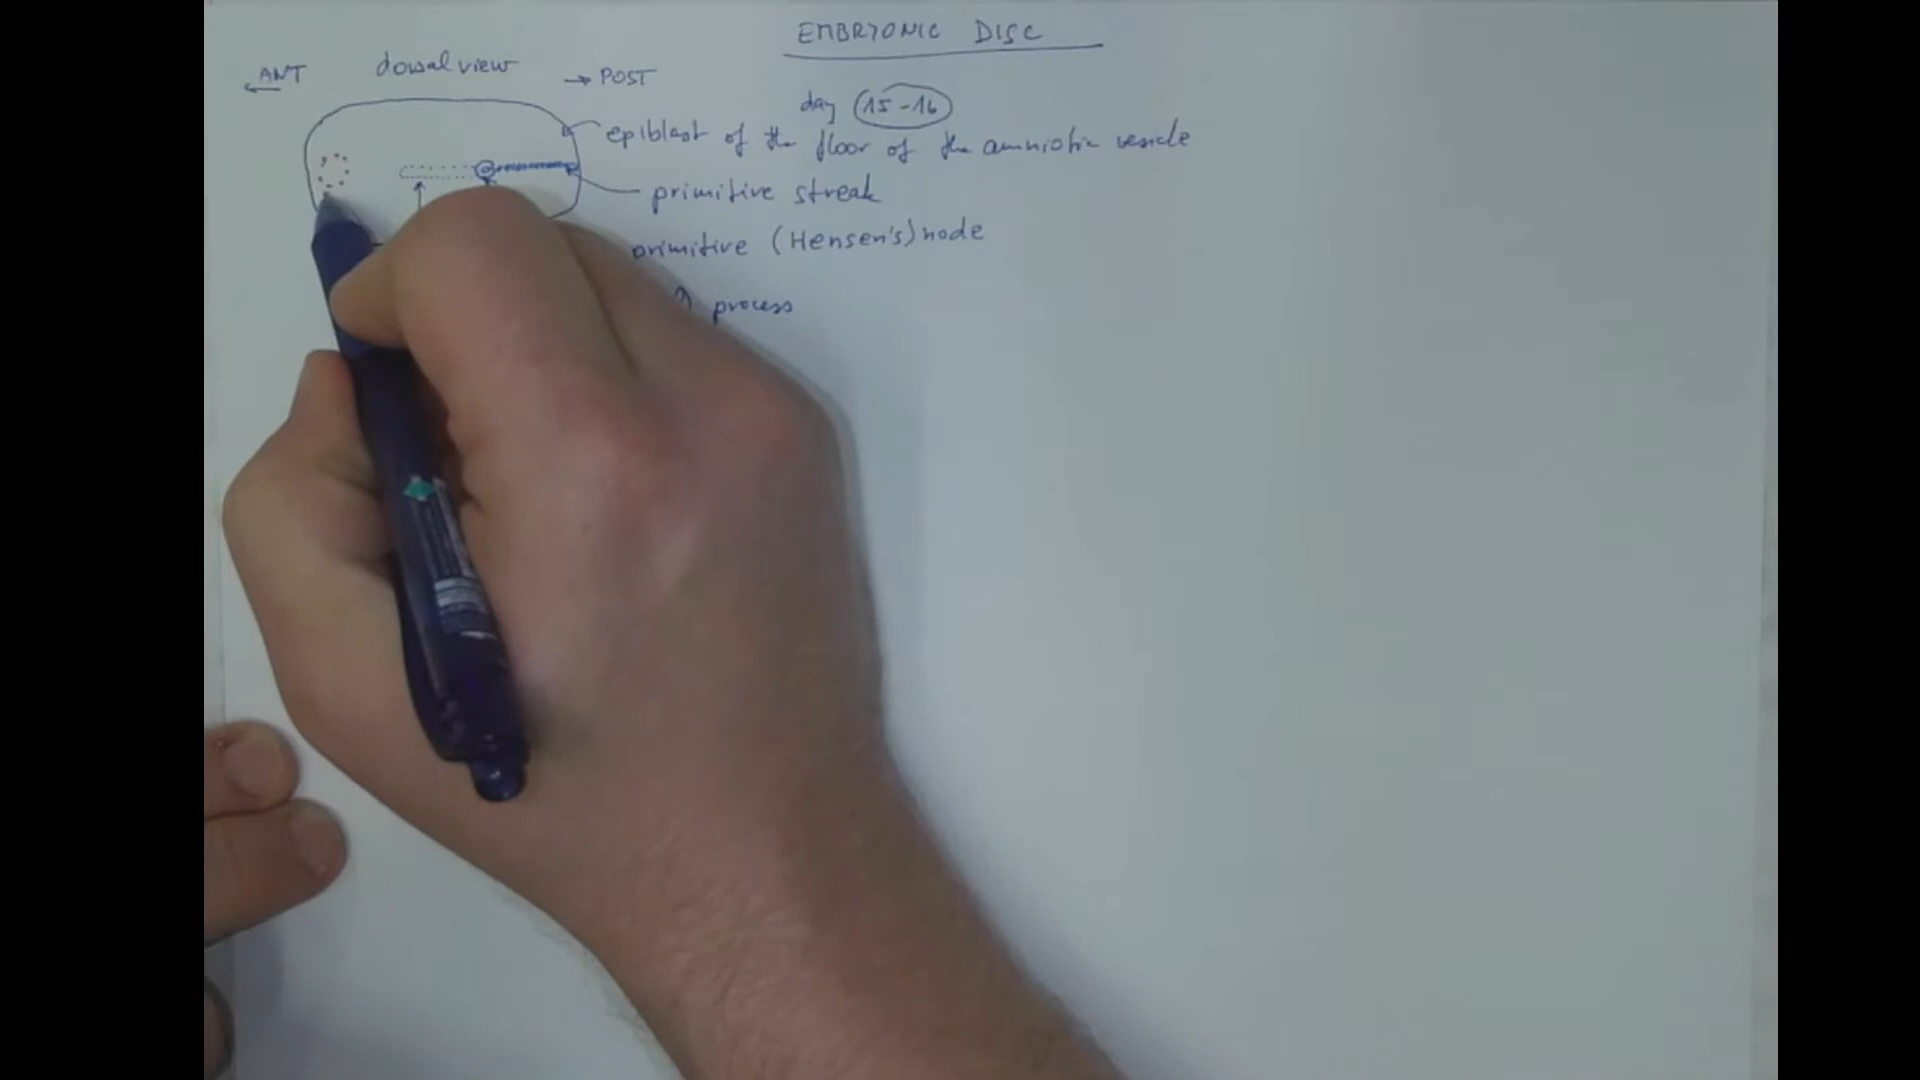 EMBRYONIC DISC
ANT dorsal view → POST
day 15-16
epiblast of the floor of the amniotic vesicle
primitive streak
primitive (Hensen's) node
process